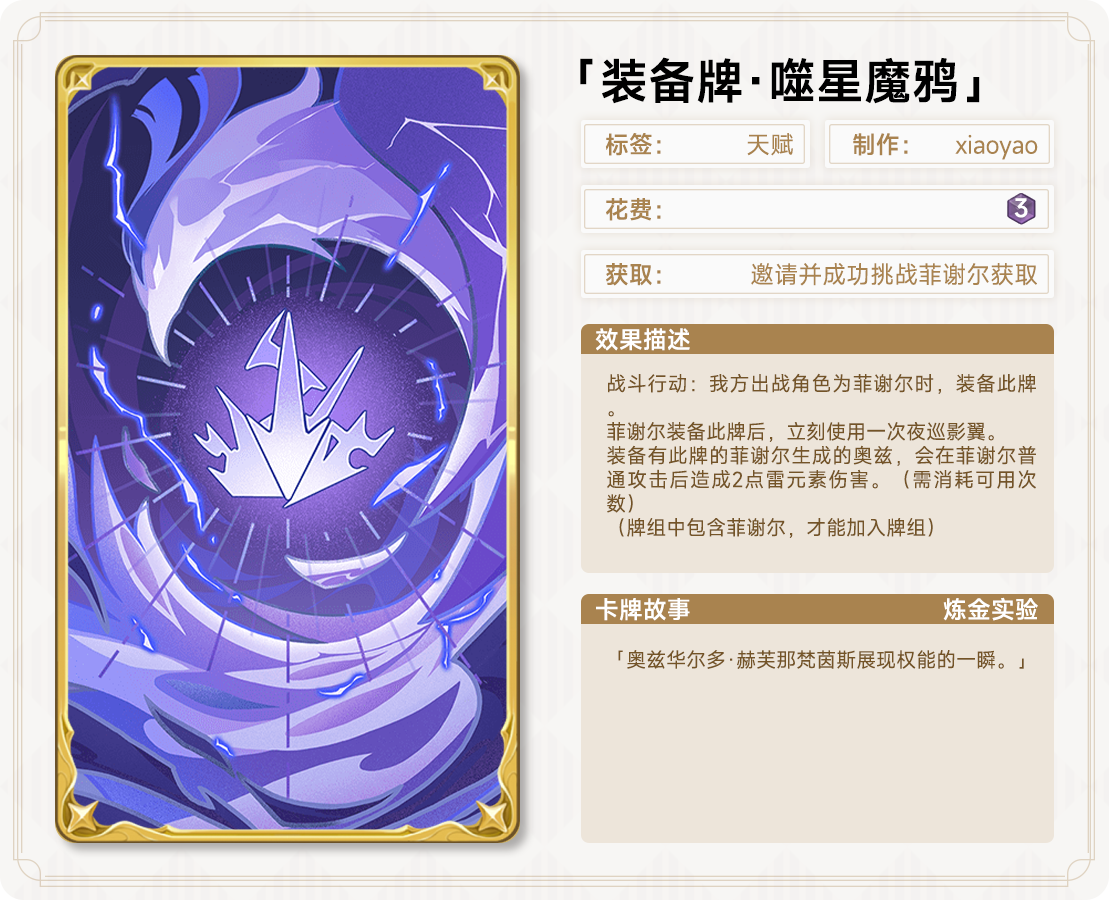 「装备牌·噬星魔鸦」
标签： 天赋
制作： xiaoyao
花费： 3
获取： 邀请并成功挑战菲谢尔获取
效果描述
战斗行动：我方出战角色为菲谢尔时，装备此牌
。
菲谢尔装备此牌后，立刻使用一次夜巡影翼。
装备有此牌的菲谢尔生成的奥兹，会在菲谢尔普
通攻击后造成2点雷元素伤害。（需消耗可用次
数）
（牌组中包含菲谢尔，才能加入牌组）
卡牌故事 炼金实验
「奥兹华尔多·赫芙那梵茵斯展现权能的一瞬。」